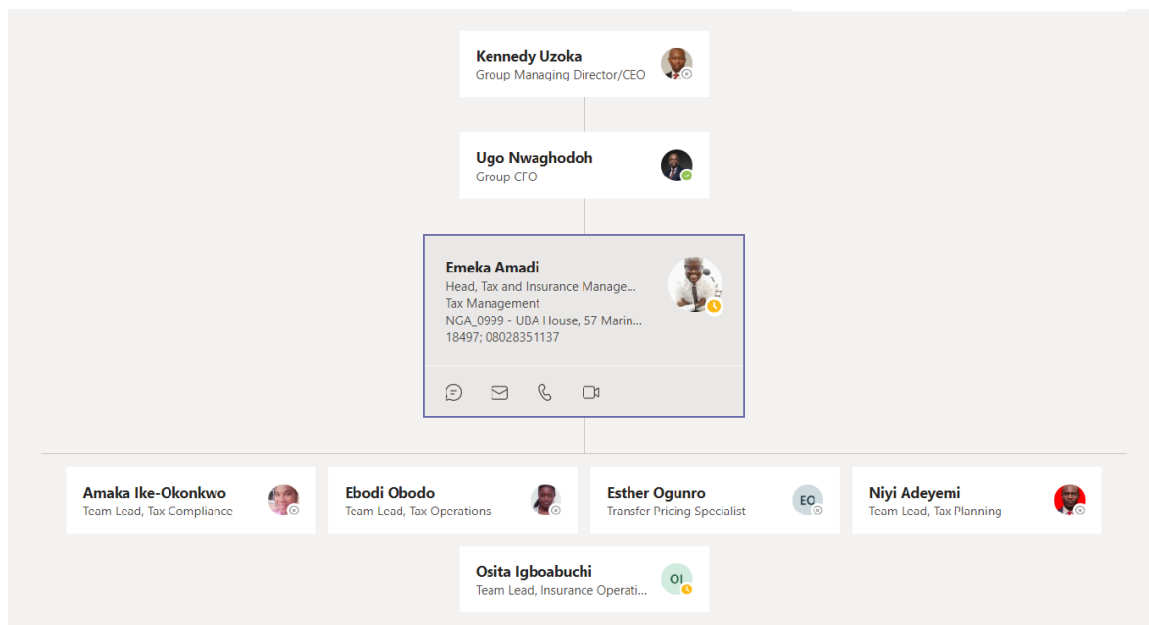 Kennedy Uzoka
Group Managing Director/CEO
Ugo Nwaghodoh
Group CFO
Emeka Amadi
Head, Tax and Insurance Manage...
Tax Management
NGA_0999 - UBA House, 57 Marin...
18497; 08028351137
Amaka Ike-Okonkwo
Team Lead, Tax Compliance
Ebodi Obodo
Team Lead, Tax Operations
Esther Ogunro
Transfer Pricing Specialist
EO
Niyi Adeyemi
Team Lead, Tax Planning
Osita Igboabuchi
Team Lead, Insurance Operati...
OI